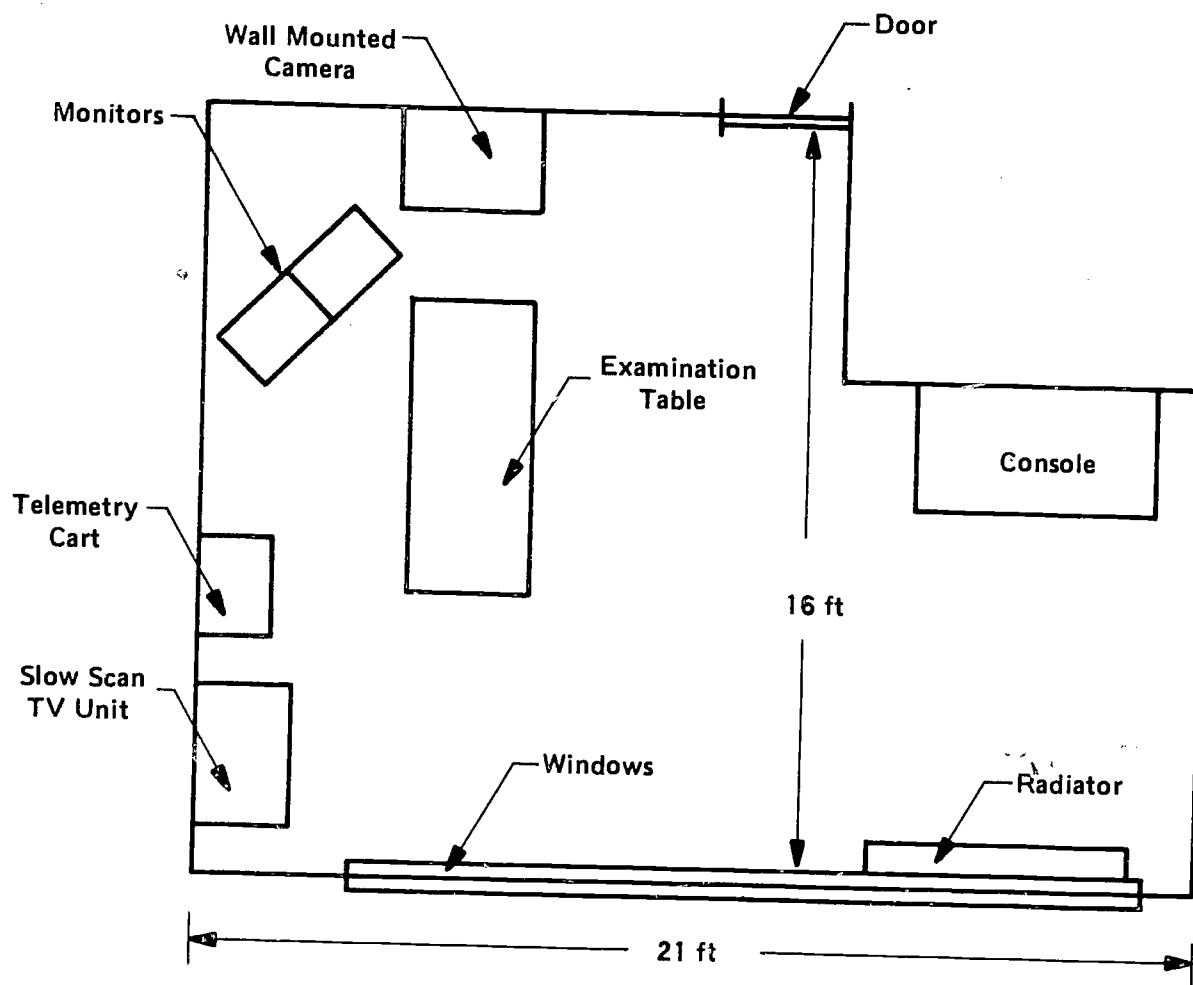 Door
Wall Mounted
Camera
Monitors
Examination
Table
Console
Telemetry
Cart
16 ft
Slow Scan
TV Unit
Windows
Radiator
21 ft